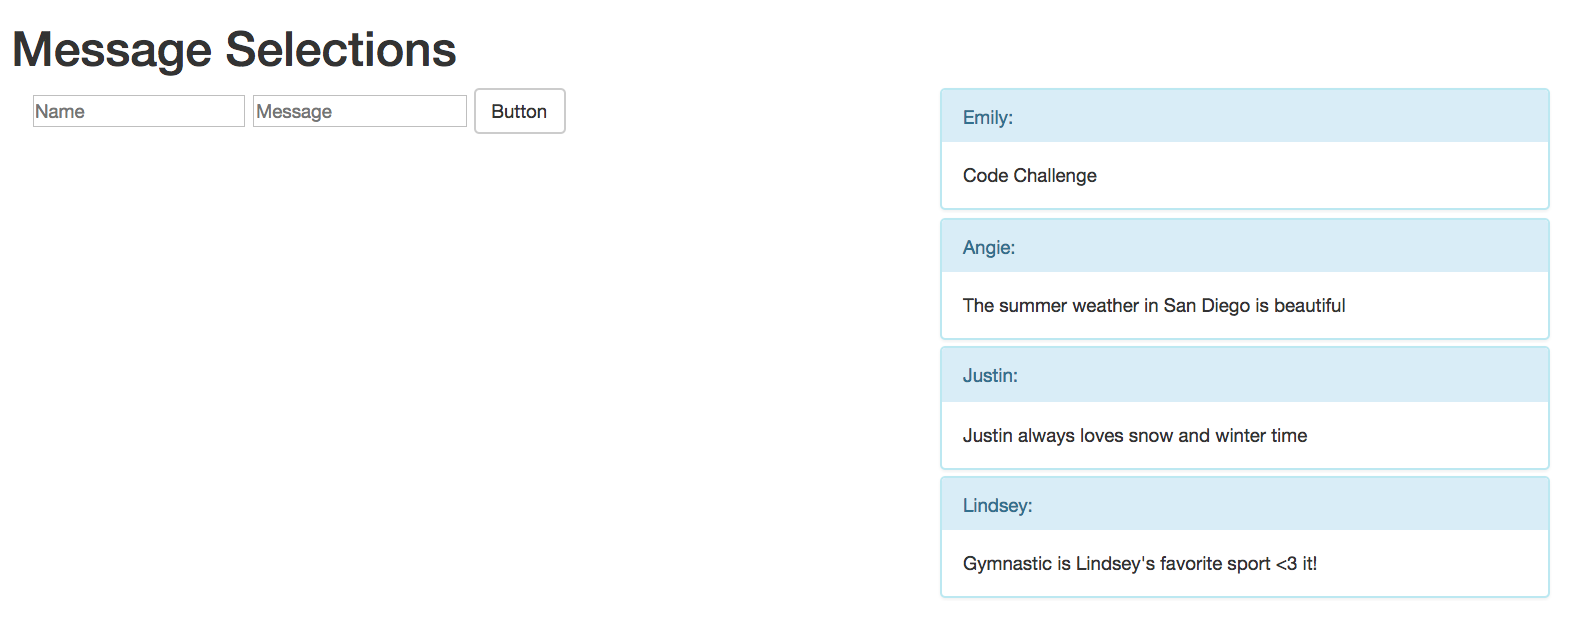 Message Selections
Name Message Button
Emily:
Code Challenge
Angie:
The summer weather in San Diego is beautiful
Justin:
Justin always loves snow and winter time
Lindsey:
Gymnastic is Lindsey's favorite sport <3 it!